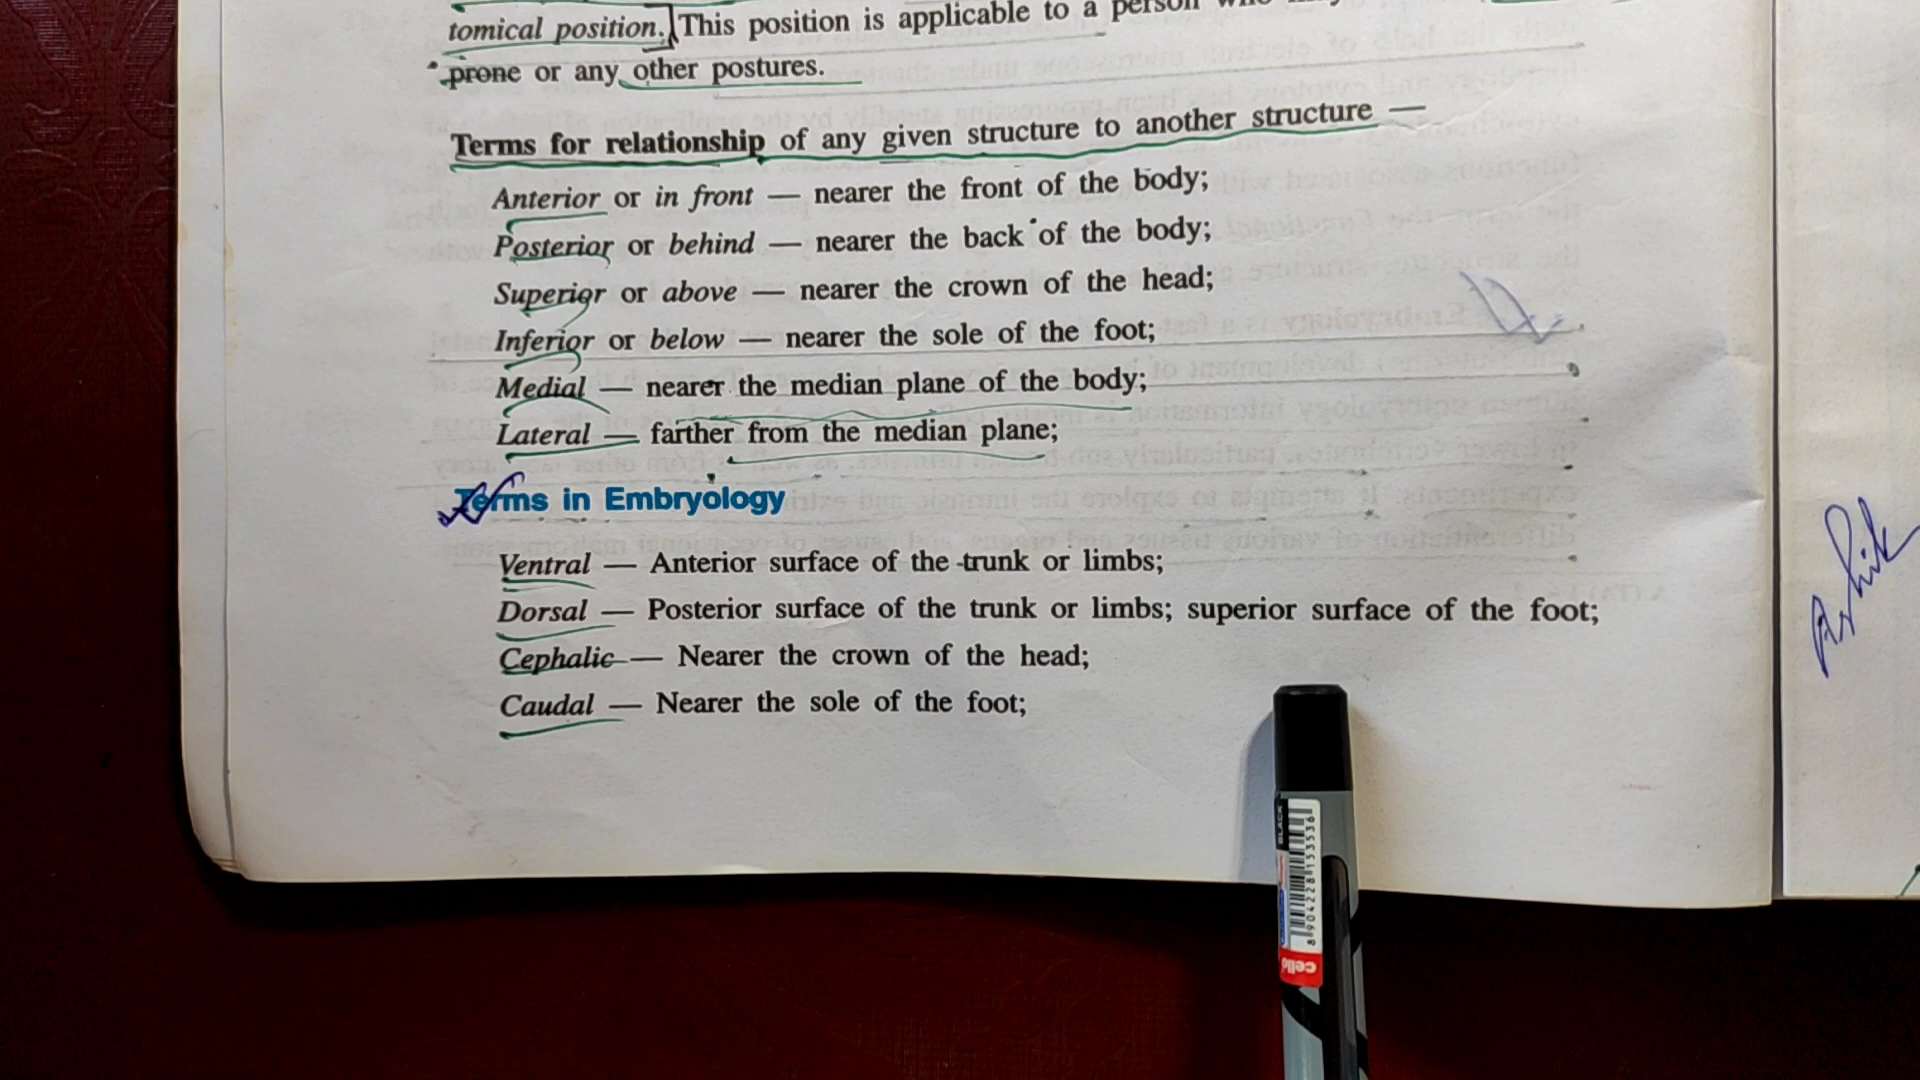 tomical position. This position is applicable to a person
prone or any other postures.
Terms for relationship of any given structure to another structure —
Anterior or in front — nearer the front of the body;
Posterior or behind — nearer the back of the body;
Superior or above — nearer the crown of the head;
Inferior or below — nearer the sole of the foot;
Medial — nearer the median plane of the body;
Lateral — farther from the median plane;
Terms in Embryology
Ventral — Anterior surface of the trunk or limbs;
Dorsal — Posterior surface of the trunk or limbs; superior surface of the foot;
Cephalic — Nearer the crown of the head;
Caudal — Nearer the sole of the foot;
BLACK
8904228153536
cello